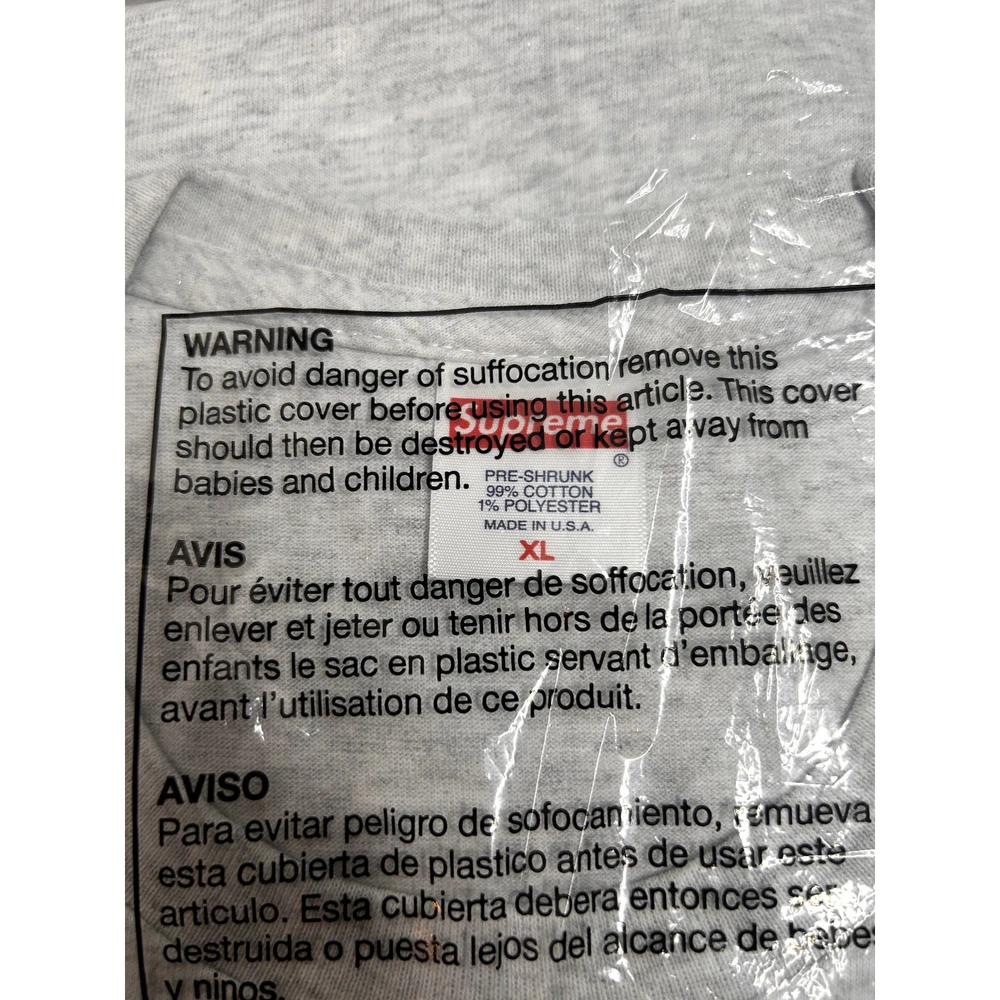 WARNING
To avoid danger of suffocation remove this
plastic cover before using this article. This cover
should then be destroyed or kept away from
babies and children.
Supreme
®
PRE-SHRUNK
99% COTTON
1% POLYESTER
MADE IN U.S.A.
XL
AVIS
Pour éviter tout danger de soffocation, veuillez
enlever et jeter ou tenir hors de la portée des
enfants le sac en plastic servant d'emballage,
avant l'utilisation de ce produit.
AVISO
Para evitar peligro de sofocamiento, remueva
esta cubierta de plastico antes de usar este
articulo. Esta cubierta debera entonces ser
destruida o puesta lejos del alcance de bebes
y ninos.